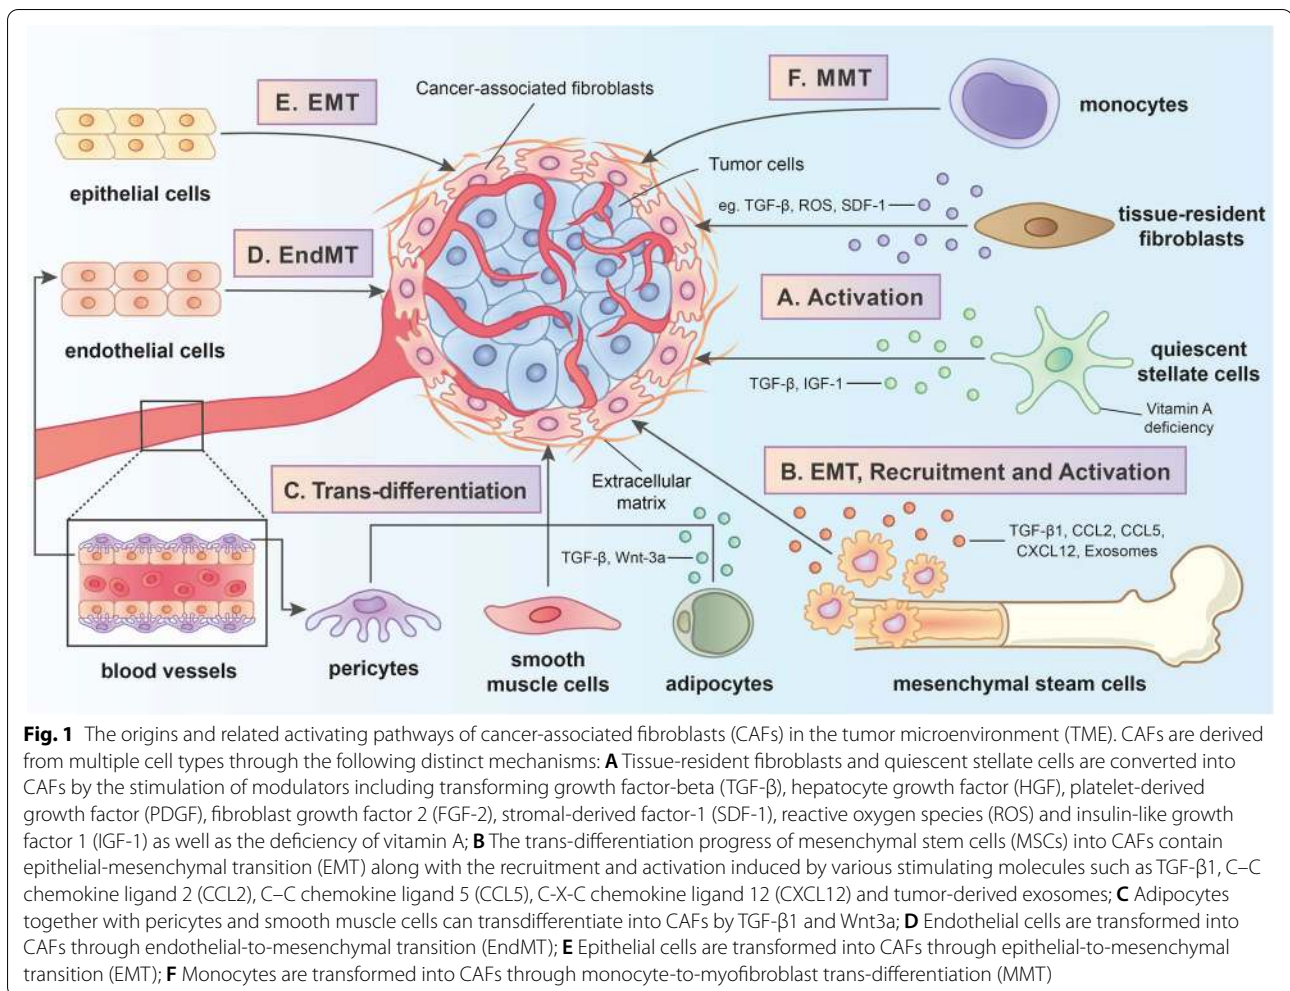 E. EMT
Cancer-associated fibroblasts
F. MMT
monocytes
epithelial cells
Tumor cells
eg. TGF-β, ROS, SDF-1
tissue-resident
fibroblasts
D. EndMT
endothelial cells
A. Activation
TGF-β, IGF-1
quiescent
stellate cells
Vitamin A
deficiency
B. EMT, Recruitment and Activation
C. Trans-differentiation
Extracellular
matrix
TGF-β1, CCL2, CCL5,
CXCL12, Exosomes
TGF-β, Wnt-3a
blood vessels
pericytes
smooth
muscle cells
adipocytes
mesenchymal steam cells
Fig. 1 The origins and related activating pathways of cancer-associated fibroblasts (CAFs) in the tumor microenvironment (TME). CAFs are derived
from multiple cell types through the following distinct mechanisms: A Tissue-resident fibroblasts and quiescent stellate cells are converted into
CAFs by the stimulation of modulators including transforming growth factor-beta (TGF-β), hepatocyte growth factor (HGF), platelet-derived
growth factor (PDGF), fibroblast growth factor 2 (FGF-2), stromal-derived factor-1 (SDF-1), reactive oxygen species (ROS) and insulin-like growth
factor 1 (IGF-1) as well as the deficiency of vitamin A; B The trans-differentiation progress of mesenchymal stem cells (MSCs) into CAFs contain
epithelial-mesenchymal transition (EMT) along with the recruitment and activation induced by various stimulating molecules such as TGF-β1, C–C
chemokine ligand 2 (CCL2), C–C chemokine ligand 5 (CCL5), C-X-C chemokine ligand 12 (CXCL12) and tumor-derived exosomes; C Adipocytes
together with pericytes and smooth muscle cells can transdifferentiate into CAFs by TGF-β1 and Wnt3a; D Endothelial cells are transformed into
CAFs through endothelial-to-mesenchymal transition (EndMT); E Epithelial cells are transformed into CAFs through epithelial-to-mesenchymal
transition (EMT); F Monocytes are transformed into CAFs through monocyte-to-myofibroblast trans-differentiation (MMT)